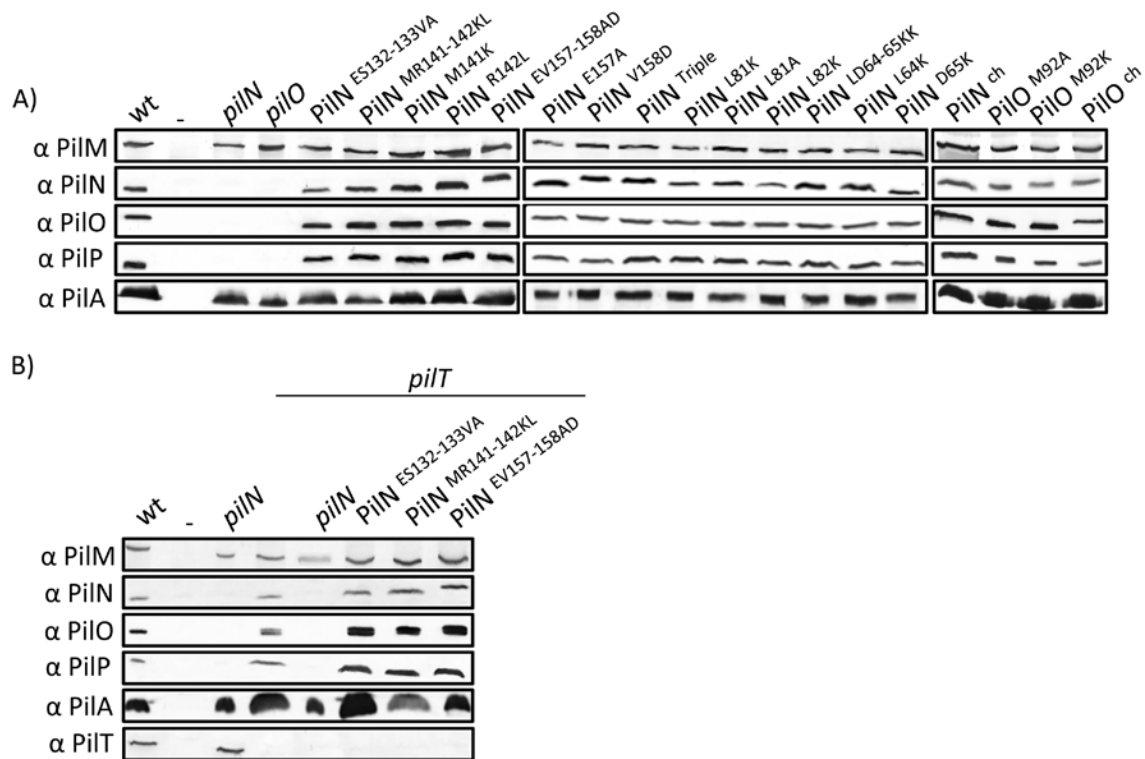 A)
wt
-
pilN
pilO
PilN ES132-133VA
PilN MR141-142KL
PilN M141K
PilN R142L
PilN EV157-158AD
PilN E157A
PilN V158D
PilN Triple
PilN L81K
PilN L81A
PilN L82K
PilN LD64-65KK
PilN L64K
PilN D65K
PilN ch
PilO M92A
PilO M92K
PilO ch
α PilM
α PilN
α PilO
α PilP
α PilA
B)
pilT
wt
-
pilN
pilN
PilN ES132-133VA
PilN MR141-142KL
PilN EV157-158AD
α PilM
α PilN
α PilO
α PilP
α PilA
α PilT